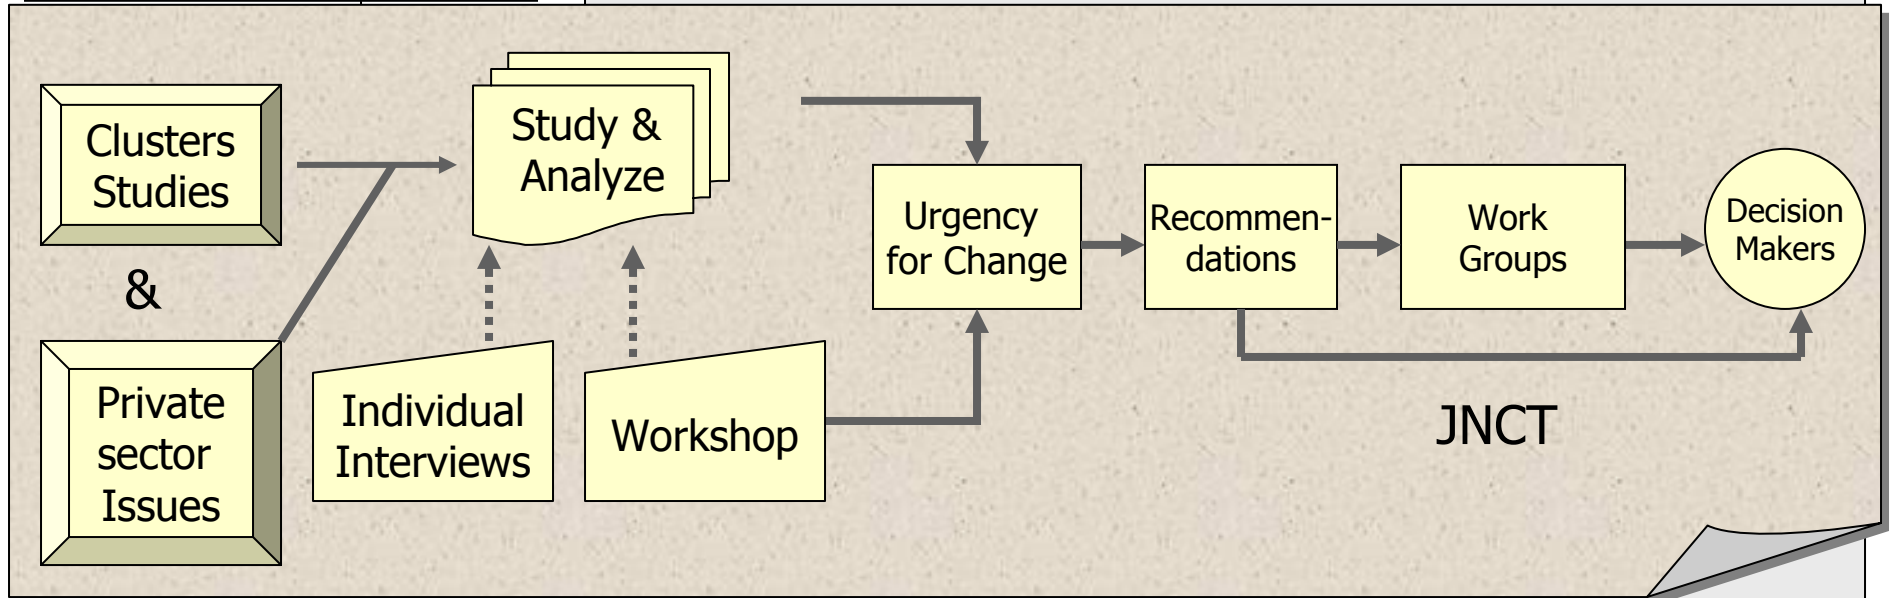 Clusters
Studies
&
Private
sector
Issues
Study &
Analyze
Individual
Interviews
Workshop
Urgency
for Change
Recommen-
dations
Work
Groups
Decision
Makers
JNCT